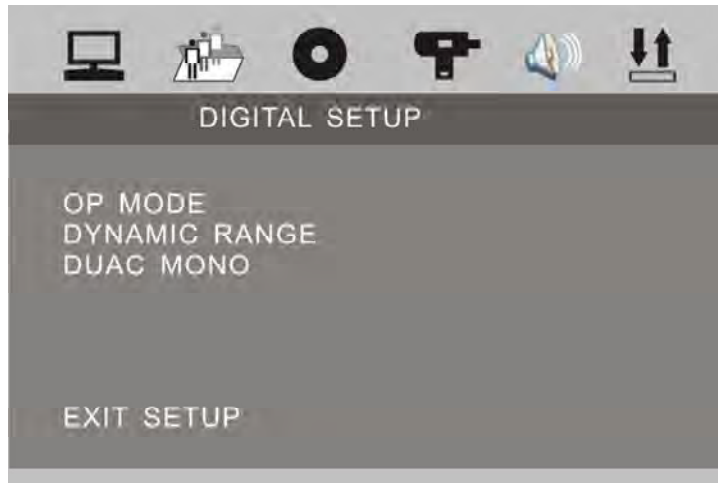 DIGITAL SETUP
OP MODE
DYNAMIC RANGE
DUAC MONO
EXIT SETUP